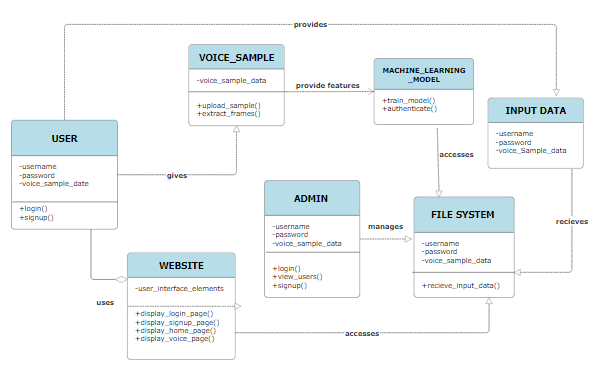 provides
VOICE_SAMPLE
-voice_sample_data
+upload_sample()
+extract_frames()
provide features
MACHINE_LEARNING
_MODEL
+train_model()
+authenticate()
INPUT DATA
-username
-password
-voice_Sample_data
USER
-username
-password
-voice_sample_date
+login()
+signup()
gives
accesses
ADMIN
-username
-password
-voice_sample_data
+login()
+view_users()
+signup()
manages
FILE SYSTEM
-username
-password
-voice_sample_data
+recieve_input_data()
recieves
WEBSITE
-user_interface_elements
+display_login_page()
+display_signup_page()
+display_home_page()
+display_voice_page()
uses
accesses